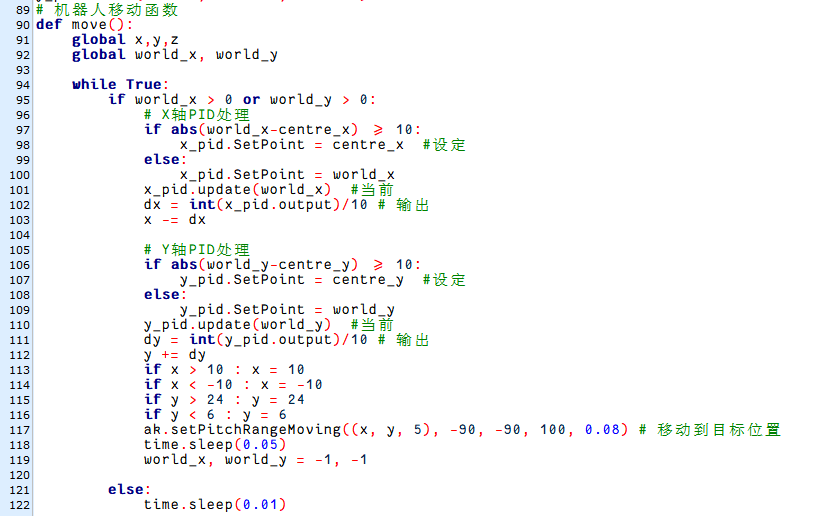 89 # 机器人移动函数
90 def move():
91     global x,y,z
92     global world_x, world_y
93
94     while True:
95         if world_x > 0 or world_y > 0:
96             # X轴PID处理
97             if abs(world_x-centre_x) >= 10:
98                 x_pid.SetPoint = centre_x  #设定
99             else:
100                 x_pid.SetPoint = world_x
101             x_pid.update(world_x)  #当前
102             dx = int(x_pid.output)/10 # 输出
103             x -= dx
104
105             # Y轴PID处理
106             if abs(world_y-centre_y) >= 10:
107                 y_pid.SetPoint = centre_y  #设定
108             else:
109                 y_pid.SetPoint = world_y
110             y_pid.update(world_y)  #当前
111             dy = int(y_pid.output)/10 # 输出
112             y += dy
113             if x > 10 : x = 10
114             if x < -10 : x = -10
115             if y > 24 : y = 24
116             if y < 6 : y = 6
117             ak.setPitchRangeMoving((x, y, 5), -90, -90, 100, 0.08) # 移动到目标位置
118             time.sleep(0.05)
119             world_x, world_y = -1, -1
120
121         else:
122             time.sleep(0.01)